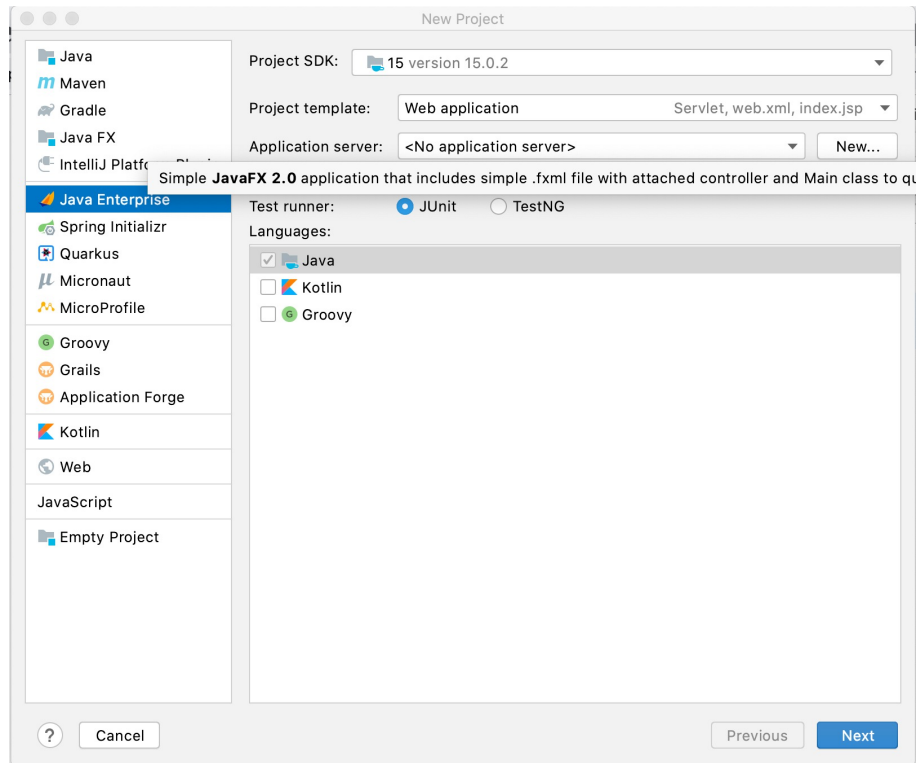 New Project
Java
Maven
Gradle
Java FX
IntelliJ
Java Enterprise
Spring Initializr
Quarkus
Micronaut
MicroProfile
Groovy
Grails
Application Forge
Kotlin
Web
JavaScript
Empty Project
Project SDK: 15 version 15.0.2
Project template: Web application Servlet, web.xml, index.jsp
Application server: <No application server> New...
Simple JavaFX 2.0 application that includes simple .fxml file with attached controller and Main class to qu
Test runner: JUnit TestNG
Languages:
Java
Kotlin
G Groovy
? Cancel Previous Next